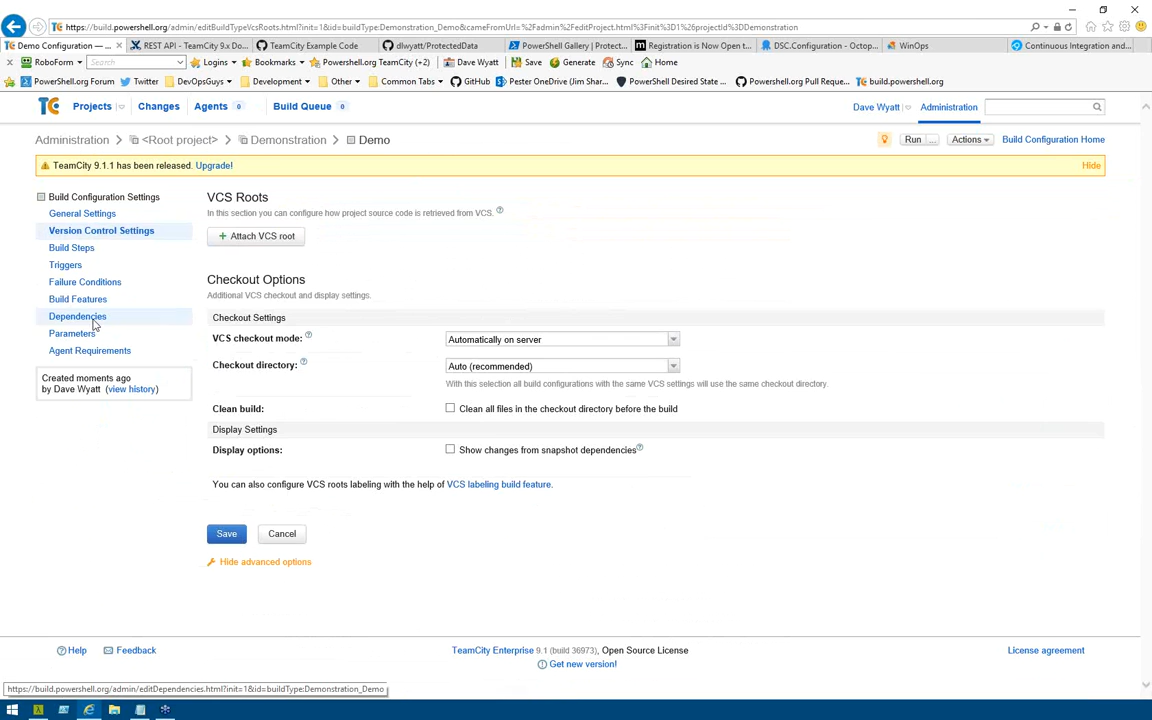 https://build.powershell.org/admin/editBuildTypeVcsRoots.html?init=1&id=buildType:Demonstration_Demo&cameFromUrl=%2Fadmin%2FeditProject.html%3Finit%3D1%26projectId%3DDemonstration
Demo Configuration — ... REST API - TeamCity 9.x Do... TeamCity Example Code dlwyatt/ProtectedData PowerShell Gallery | Protect... Registration is Now Open t... DSC.Configuration - Octop... WinOps Continuous Integration and...
RoboForm Search Logins Bookmarks Powershell.org TeamCity (+2) Dave Wyatt Save Generate Sync Home
PowerShell.org Forum Twitter DevOpsGuys Development Other Common Tabs GitHub Pester OneDrive (Jim Shar... PowerShell Desired State ... Powershell.org Pull Reque... build.powershell.org
TC Projects Changes Agents 0 Build Queue 0 Dave Wyatt Administration
Administration <Root project> Demonstration Demo Run ... Actions Build Configuration Home
TeamCity 9.1.1 has been released. Upgrade! Hide
Build Configuration Settings
General Settings
Version Control Settings
Build Steps
Triggers
Failure Conditions
Build Features
Dependencies
Parameters
Agent Requirements
Created moments ago
by Dave Wyatt (view history)
VCS Roots
In this section you can configure how project source code is retrieved from VCS.
+ Attach VCS root
Checkout Options
Additional VCS checkout and display settings.
Checkout Settings
VCS checkout mode: Automatically on server
Checkout directory: Auto (recommended)
With this selection all build configurations with the same VCS settings will use the same checkout directory.
Clean build: Clean all files in the checkout directory before the build
Display Settings
Display options: Show changes from snapshot dependencies
You can also configure VCS roots labeling with the help of VCS labeling build feature.
Save Cancel
Hide advanced options
Help Feedback TeamCity Enterprise 9.1 (build 36973), Open Source License License agreement
Get new version!
https://build.powershell.org/admin/editDependencies.html?init=1&id=buildType:Demonstration_Demo